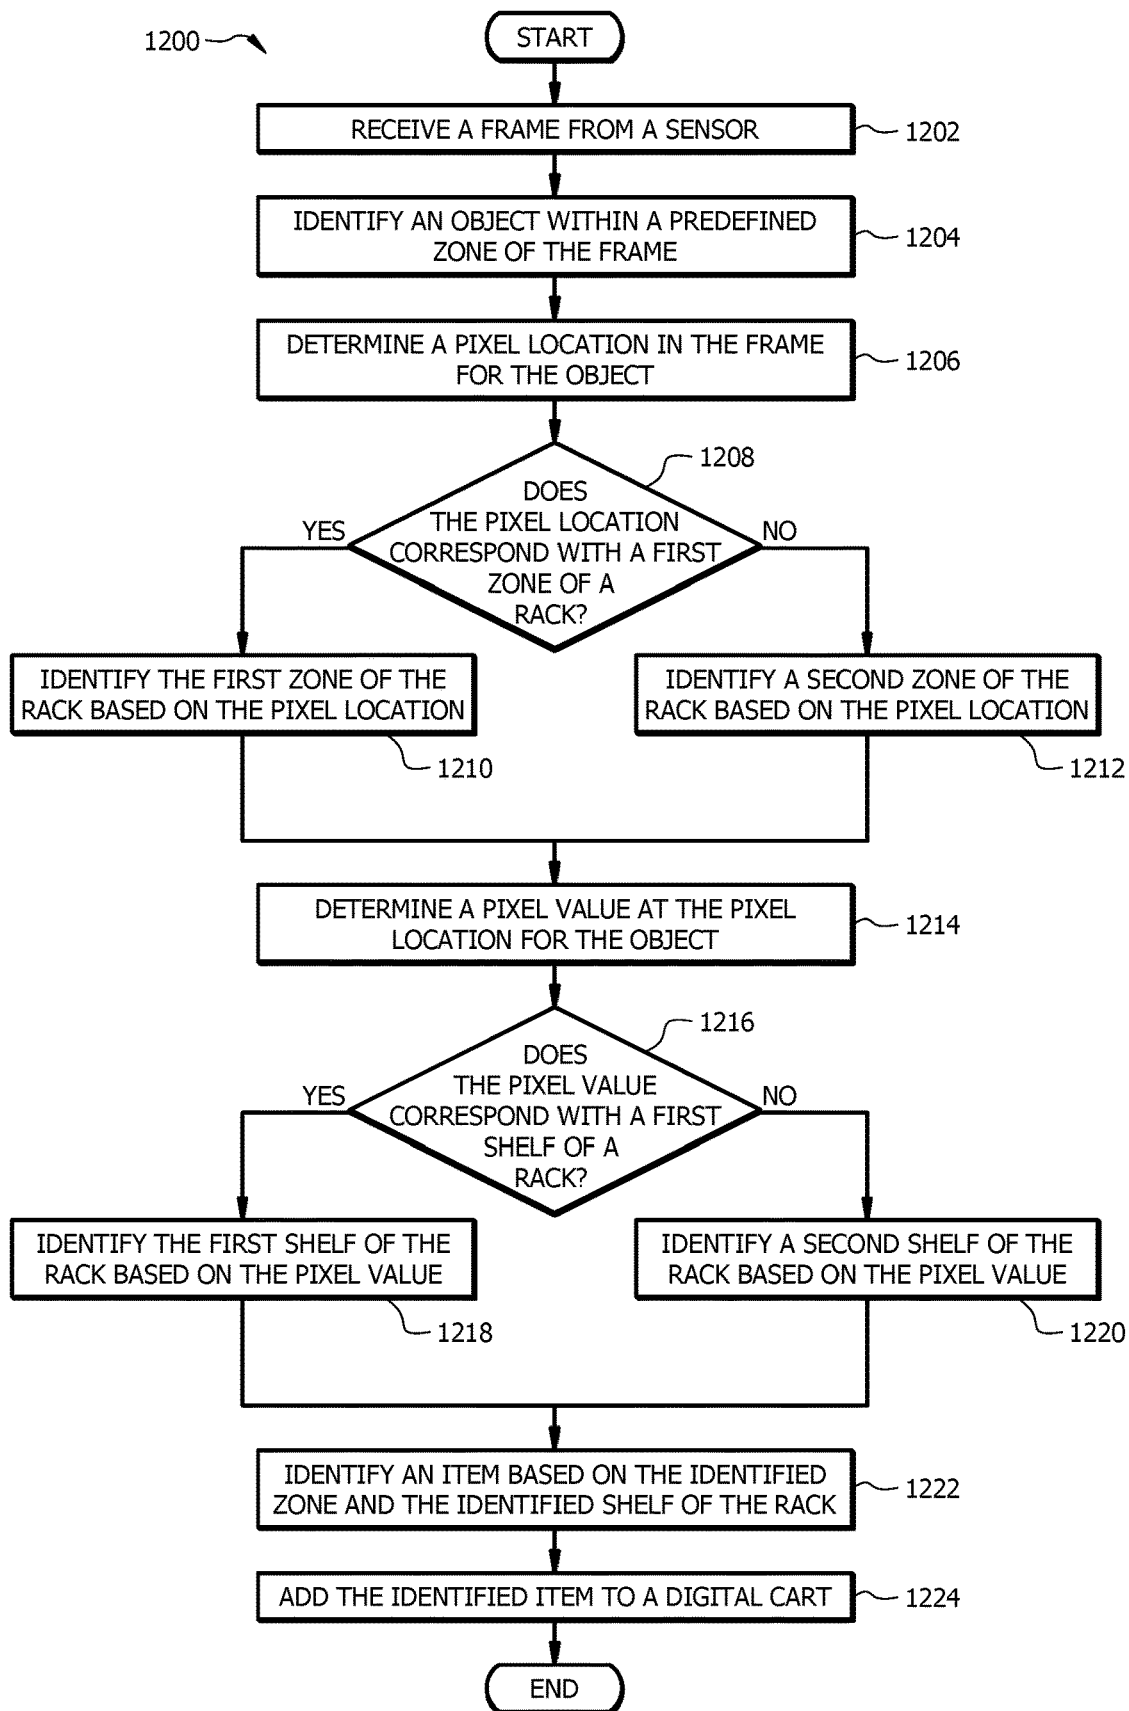 1200
START
RECEIVE A FRAME FROM A SENSOR
1202
IDENTIFY AN OBJECT WITHIN A PREDEFINED
ZONE OF THE FRAME
1204
DETERMINE A PIXEL LOCATION IN THE FRAME
FOR THE OBJECT
1206
1208
DOES
THE PIXEL LOCATION
CORRESPOND WITH A FIRST
ZONE OF A
RACK?
YES
NO
IDENTIFY THE FIRST ZONE OF THE
RACK BASED ON THE PIXEL LOCATION
1210
IDENTIFY A SECOND ZONE OF THE
RACK BASED ON THE PIXEL LOCATION
1212
DETERMINE A PIXEL VALUE AT THE PIXEL
LOCATION FOR THE OBJECT
1214
1216
DOES
THE PIXEL VALUE
CORRESPOND WITH A FIRST
SHELF OF A
RACK?
YES
NO
IDENTIFY THE FIRST SHELF OF THE
RACK BASED ON THE PIXEL VALUE
1218
IDENTIFY A SECOND SHELF OF THE
RACK BASED ON THE PIXEL VALUE
1220
IDENTIFY AN ITEM BASED ON THE IDENTIFIED
ZONE AND THE IDENTIFIED SHELF OF THE RACK
1222
ADD THE IDENTIFIED ITEM TO A DIGITAL CART
1224
END